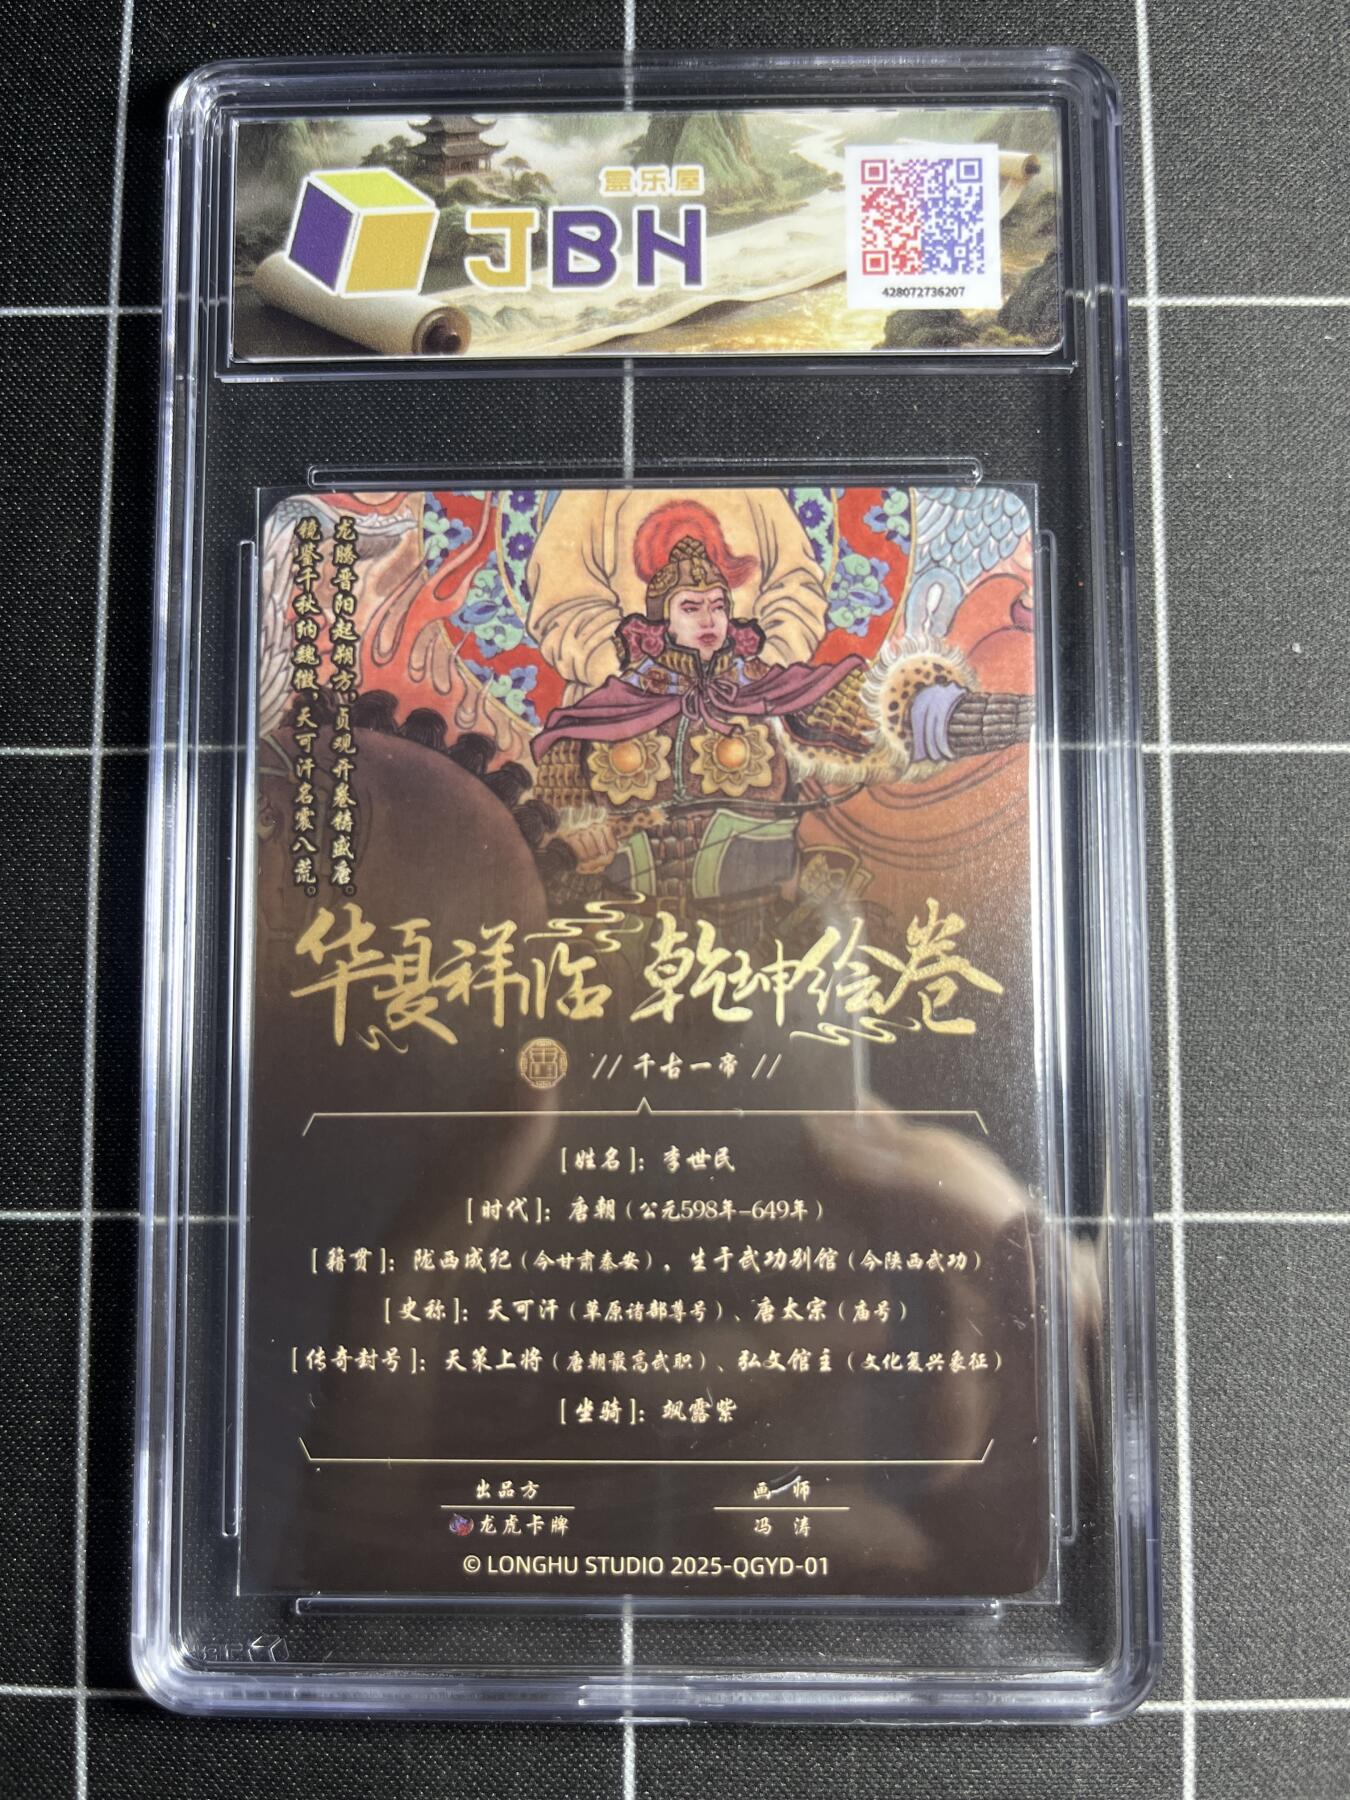 盒乐屋
JBH
428072736207
龙腾晋阳起朔方，贞观开卷铸盛唐。
镜鉴千秋纳魏徵，天可汗名震八荒。
华夏祥临 乾坤绘卷
// 千古一帝 //
[姓名]：李世民
[时代]：唐朝（公元598年-649年）
[籍贯]：陇西成纪（今甘肃秦安），生于武功别馆（今陕西武功）
[史称]：天可汗（草原诸部尊号）、唐太宗（庙号）
[传奇封号]：天策上将（唐朝最高武职）、弘文馆主（文化复兴象征）
[坐骑]：飒露紫
出品方
龙虎卡牌
画 师
冯 涛
© LONGHU STUDIO 2025-QGYD-01